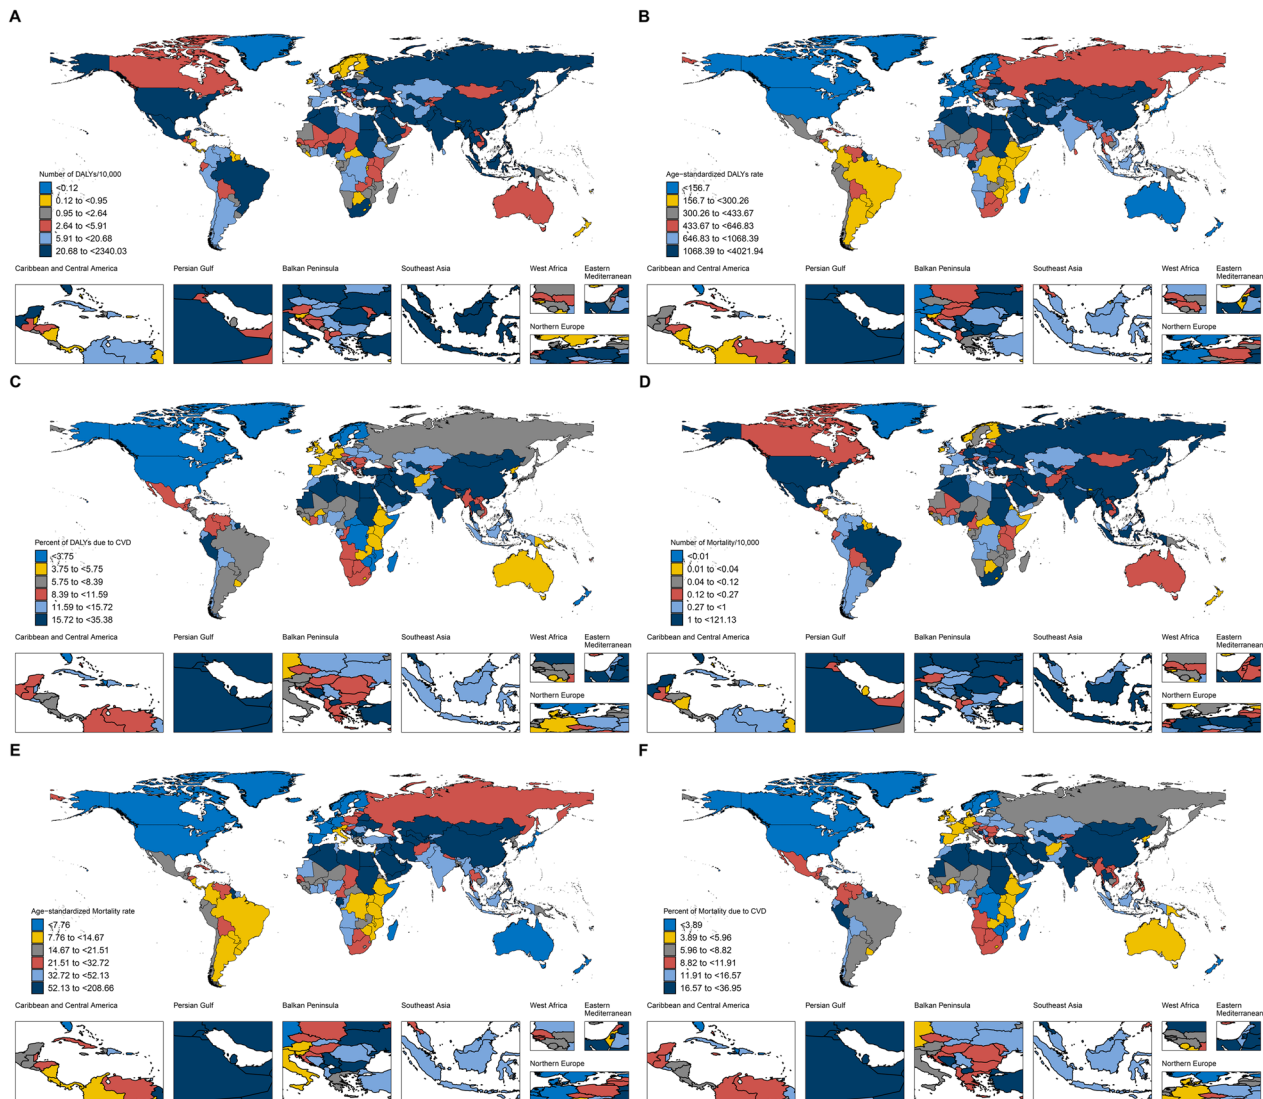 A
Number of DALYs/10,000
<0.12
0.12 to <0.95
0.95 to <2.64
2.64 to <5.91
5.91 to <20.68
20.68 to <2340.03
Caribbean and Central America
Persian Gulf
Balkan Peninsula
Southeast Asia
West Africa
Eastern
Mediterranean
Northern Europe
B
Age-standardized DALYs rate
<156.7
156.7 to <300.26
300.26 to <433.67
433.67 to <646.83
646.83 to <1068.39
1068.39 to <4021.94
Caribbean and Central America
Persian Gulf
Balkan Peninsula
Southeast Asia
West Africa
Eastern
Mediterranean
Northern Europe
C
Percent of DALYs due to CVD
<3.75
3.75 to <5.75
5.75 to <8.39
8.39 to <11.59
11.59 to <15.72
15.72 to <35.38
Caribbean and Central America
Persian Gulf
Balkan Peninsula
Southeast Asia
West Africa
Eastern
Mediterranean
Northern Europe
D
Number of Mortality/10,000
<0.01
0.01 to <0.04
0.04 to <0.12
0.12 to <0.27
0.27 to <1
1 to <121.13
Caribbean and Central America
Persian Gulf
Balkan Peninsula
Southeast Asia
West Africa
Eastern
Mediterranean
Northern Europe
E
Age-standardized Mortality rate
<7.76
7.76 to <14.67
14.67 to <21.51
21.51 to <32.72
32.72 to <52.13
52.13 to <208.66
Caribbean and Central America
Persian Gulf
Balkan Peninsula
Southeast Asia
West Africa
Eastern
Mediterranean
Northern Europe
F
Percent of Mortality due to CVD
<3.89
3.89 to <5.96
5.96 to <8.82
8.82 to <11.91
11.91 to <16.57
16.57 to <36.95
Caribbean and Central America
Persian Gulf
Balkan Peninsula
Southeast Asia
West Africa
Eastern
Mediterranean
Northern Europe